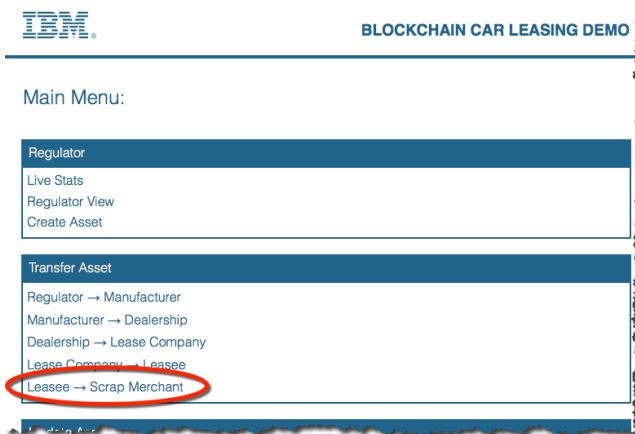 IBM
BLOCKCHAIN CAR LEASING DEMO
Main Menu:
Regulator
Live Stats
Regulator View
Create Asset
Transfer Asset
Regulator → Manufacturer
Manufacturer → Dealership
Dealership → Lease Company
Lease Company → Leasee
Leasee → Scrap Merchant